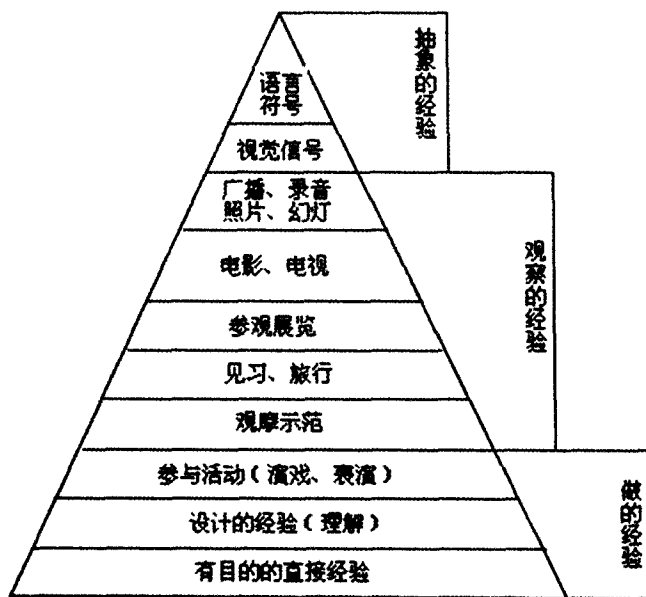 语言
符号
视觉信号
广播、录音
照片、幻灯
电影、电视
参观展览
见习、旅行
观摩示范
参与活动(演戏、表演)
设计的经验(理解)
有目的的直接经验
抽象的经验
观察的经验
做的经验